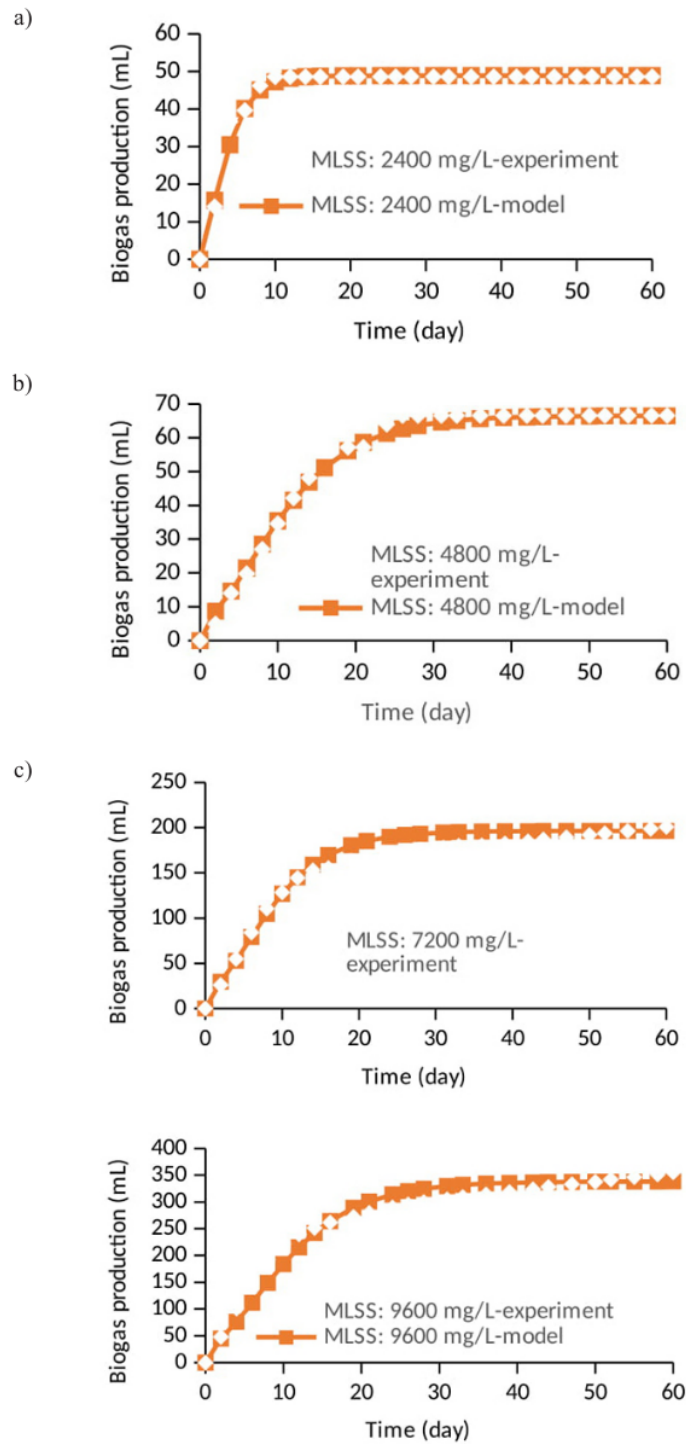 a)
60
50
40
30
20
10
0
Biogas production (mL)
MLSS: 2400 mg/L-experiment
MLSS: 2400 mg/L-model
0 10 20 30 40 50 60
Time (day)
b)
70
60
50
40
30
20
10
0
Biogas production (mL)
MLSS: 4800 mg/L-
experiment
MLSS: 4800 mg/L-model
0 10 20 30 40 50 60
Time (day)
c)
250
200
150
100
50
0
Biogas production (mL)
MLSS: 7200 mg/L-
experiment
0 10 20 30 40 50 60
Time (day)
400
350
300
250
200
150
100
50
0
Biogas production (mL)
MLSS: 9600 mg/L-experiment
MLSS: 9600 mg/L-model
0 10 20 30 40 50 60
Time (day)